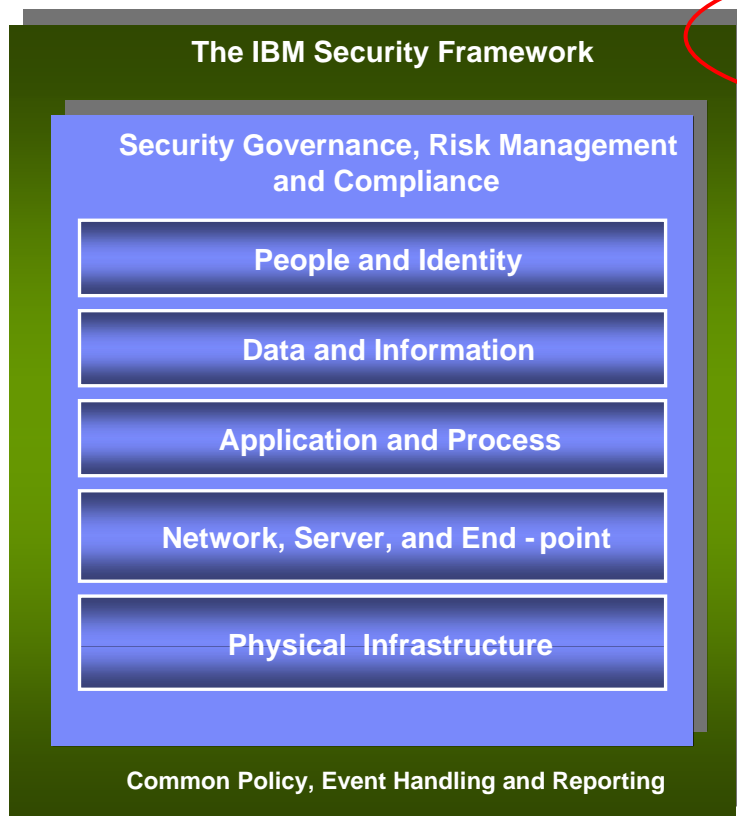 The IBM Security Framework
Security Governance, Risk Management
and Compliance
People and Identity
Data and Information
Application and Process
Network, Server, and End - point
Physical Infrastructure
Common Policy, Event Handling and Reporting